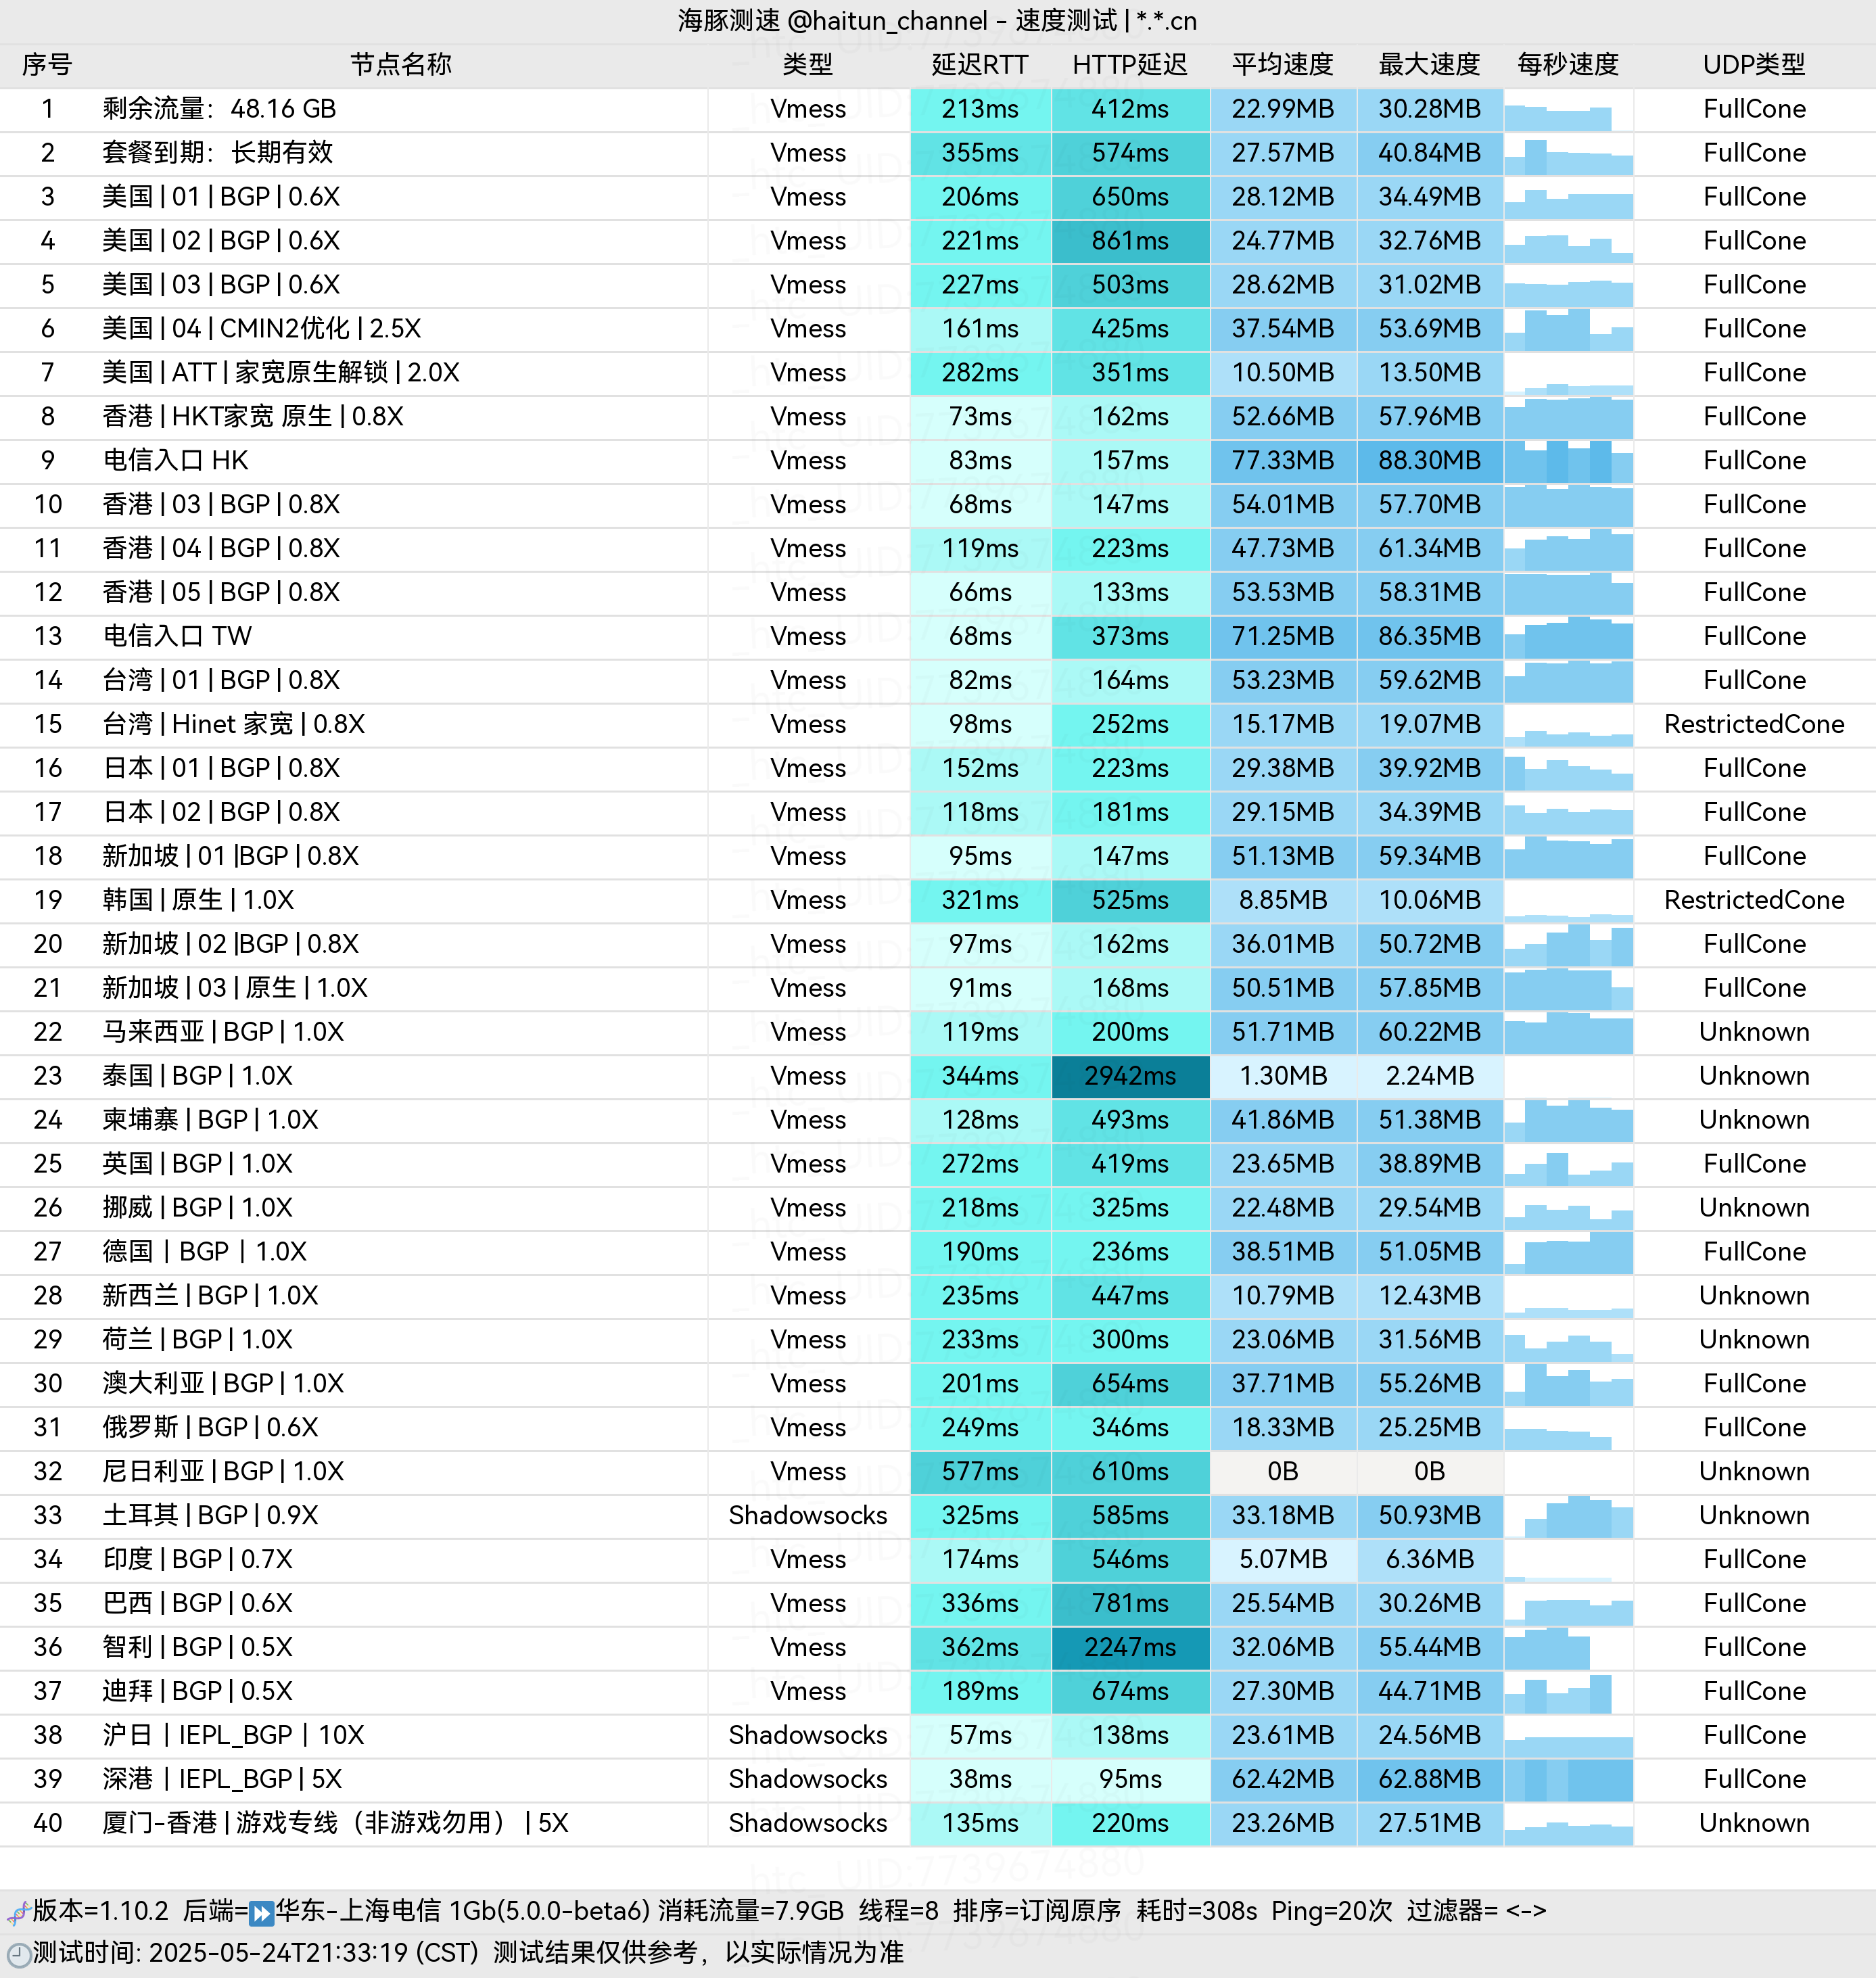 海豚测速 @haitun_channel - 速度测试 | *.*.cn
序号 节点名称 类型 延迟RTT HTTP延迟 平均速度 最大速度 每秒速度 UDP类型
1 剩余流量：48.16 GB Vmess 213ms 412ms 22.99MB 30.28MB FullCone
2 套餐到期：长期有效 Vmess 355ms 574ms 27.57MB 40.84MB FullCone
3 美国 | 01 | BGP | 0.6X Vmess 206ms 650ms 28.12MB 34.49MB FullCone
4 美国 | 02 | BGP | 0.6X Vmess 221ms 861ms 24.77MB 32.76MB FullCone
5 美国 | 03 | BGP | 0.6X Vmess 227ms 503ms 28.62MB 31.02MB FullCone
6 美国 | 04 | CMIN2优化 | 2.5X Vmess 161ms 425ms 37.54MB 53.69MB FullCone
7 美国 | ATT | 家宽原生解锁 | 2.0X Vmess 282ms 351ms 10.50MB 13.50MB FullCone
8 香港 | HKT家宽 原生 | 0.8X Vmess 73ms 162ms 52.66MB 57.96MB FullCone
9 电信入口 HK Vmess 83ms 157ms 77.33MB 88.30MB FullCone
10 香港 | 03 | BGP | 0.8X Vmess 68ms 147ms 54.01MB 57.70MB FullCone
11 香港 | 04 | BGP | 0.8X Vmess 119ms 223ms 47.73MB 61.34MB FullCone
12 香港 | 05 | BGP | 0.8X Vmess 66ms 133ms 53.53MB 58.31MB FullCone
13 电信入口 TW Vmess 68ms 373ms 71.25MB 86.35MB FullCone
14 台湾 | 01 | BGP | 0.8X Vmess 82ms 164ms 53.23MB 59.62MB FullCone
15 台湾 | Hinet 家宽 | 0.8X Vmess 98ms 252ms 15.17MB 19.07MB RestrictedCone
16 日本 | 01 | BGP | 0.8X Vmess 152ms 223ms 29.38MB 39.92MB FullCone
17 日本 | 02 | BGP | 0.8X Vmess 118ms 181ms 29.15MB 34.39MB FullCone
18 新加坡 | 01 |BGP | 0.8X Vmess 95ms 147ms 51.13MB 59.34MB FullCone
19 韩国 | 原生 | 1.0X Vmess 321ms 525ms 8.85MB 10.06MB RestrictedCone
20 新加坡 | 02 |BGP | 0.8X Vmess 97ms 162ms 36.01MB 50.72MB FullCone
21 新加坡 | 03 | 原生 | 1.0X Vmess 91ms 168ms 50.51MB 57.85MB FullCone
22 马来西亚 | BGP | 1.0X Vmess 119ms 200ms 51.71MB 60.22MB Unknown
23 泰国 | BGP | 1.0X Vmess 344ms 2942ms 1.30MB 2.24MB Unknown
24 柬埔寨 | BGP | 1.0X Vmess 128ms 493ms 41.86MB 51.38MB Unknown
25 英国 | BGP | 1.0X Vmess 272ms 419ms 23.65MB 38.89MB FullCone
26 挪威 | BGP | 1.0X Vmess 218ms 325ms 22.48MB 29.54MB Unknown
27 德国｜BGP｜1.0X Vmess 190ms 236ms 38.51MB 51.05MB FullCone
28 新西兰 | BGP | 1.0X Vmess 235ms 447ms 10.79MB 12.43MB Unknown
29 荷兰 | BGP | 1.0X Vmess 233ms 300ms 23.06MB 31.56MB Unknown
30 澳大利亚 | BGP | 1.0X Vmess 201ms 654ms 37.71MB 55.26MB FullCone
31 俄罗斯 | BGP | 0.6X Vmess 249ms 346ms 18.33MB 25.25MB FullCone
32 尼日利亚 | BGP | 1.0X Vmess 577ms 610ms 0B 0B Unknown
33 土耳其 | BGP | 0.9X Shadowsocks 325ms 585ms 33.18MB 50.93MB Unknown
34 印度 | BGP | 0.7X Vmess 174ms 546ms 5.07MB 6.36MB FullCone
35 巴西 | BGP | 0.6X Vmess 336ms 781ms 25.54MB 30.26MB FullCone
36 智利 | BGP | 0.5X Vmess 362ms 2247ms 32.06MB 55.44MB FullCone
37 迪拜 | BGP | 0.5X Vmess 189ms 674ms 27.30MB 44.71MB FullCone
38 沪日｜IEPL_BGP｜10X Shadowsocks 57ms 138ms 23.61MB 24.56MB FullCone
39 深港｜IEPL_BGP | 5X Shadowsocks 38ms 95ms 62.42MB 62.88MB FullCone
40 厦门-香港 | 游戏专线（非游戏勿用） | 5X Shadowsocks 135ms 220ms 23.26MB 27.51MB Unknown
🧬版本=1.10.2 后端=⏩华东-上海电信 1Gb(5.0.0-beta6) 消耗流量=7.9GB 线程=8 排序=订阅原序 耗时=308s Ping=20次 过滤器= <->
🕗测试时间: 2025-05-24T21:33:19 (CST) 测试结果仅供参考，以实际情况为准